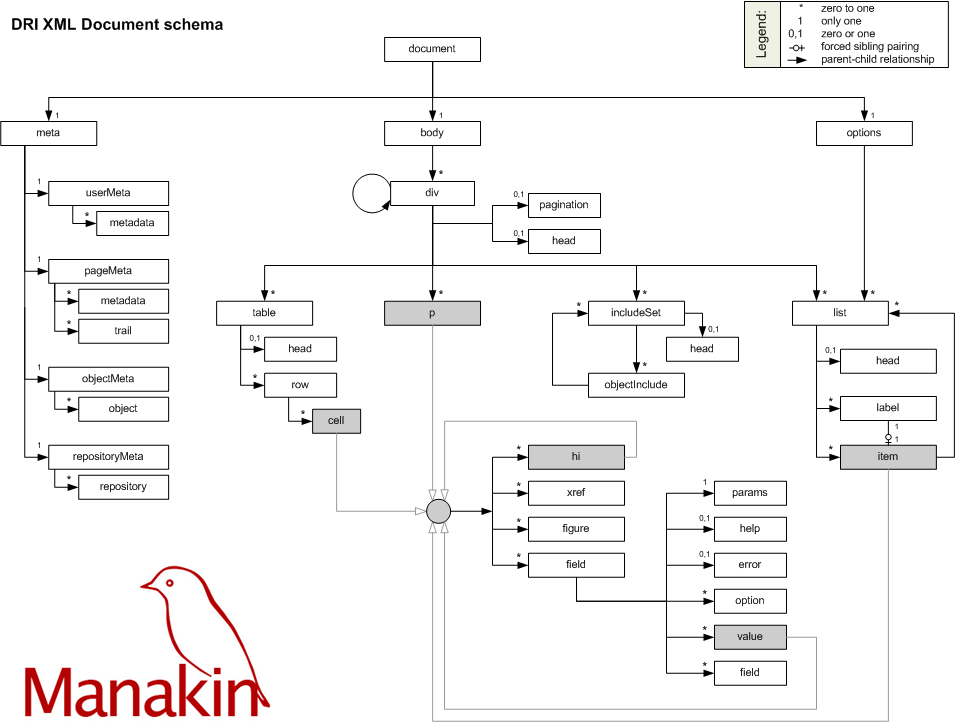 DRI XML Document schema
Legend:
* zero to one
1 only one
0,1 zero or one
forced sibling pairing
parent-child relationship
document
1 1 1
meta body options
*
1 userMeta
* metadata
div
0,1 pagination
0,1 head
1 pageMeta
* metadata
* trail
* * * * * *
table p includeSet list
0,1 head
0,1 head
0,1 head
* row
* objectInclude
1 objectMeta
* object
* cell
* label
1
1
* item
1 repositoryMeta
* repository
* hi
* xref
* figure
* field
1 params
0,1 help
0,1 error
* option
* value
* field
Manakin